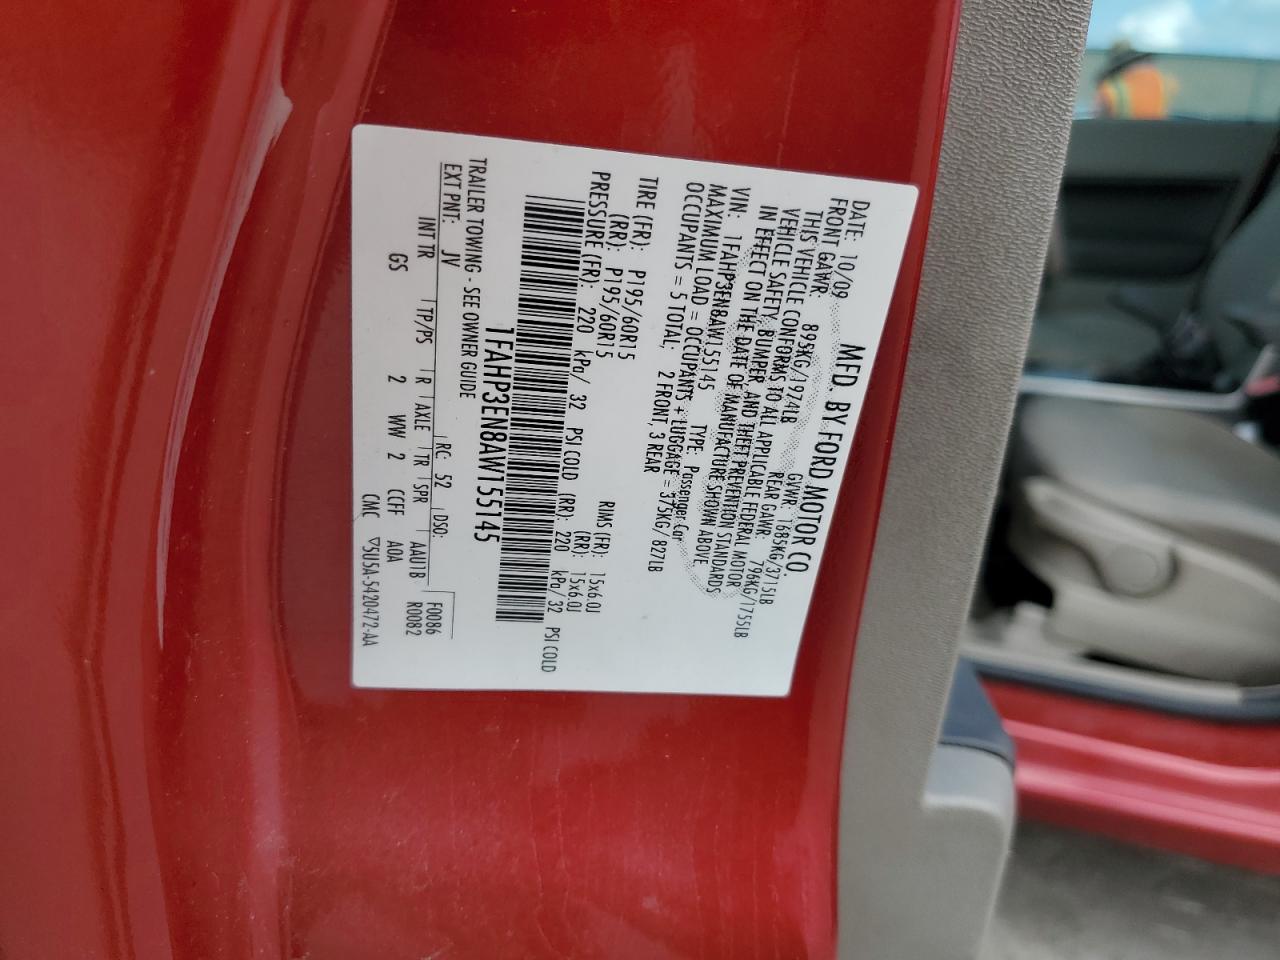 MFD. BY FORD MOTOR CO.
DATE: 10/09 GVWR: 1685KG/3715LB
FRONT GAWR: 895KG/1974LB REAR GAWR: 796KG/1755LB
THIS VEHICLE CONFORMS TO ALL APPLICABLE FEDERAL MOTOR
VEHICLE SAFETY, BUMPER, AND THEFT PREVENTION STANDARDS
IN EFFECT ON THE DATE OF MANUFACTURE SHOWN ABOVE.
VIN: 1FAHP3EN8AW155145 TYPE: Passenger Car
MAXIMUM LOAD = OCCUPANTS + LUGGAGE = 375KG/ 827LB
OCCUPANTS = 5 TOTAL: 2 FRONT, 3 REAR
TIRE (FR): P195/60R15 RIMS (FR): 15x6.0J
(RR): P195/60R15 (RR): 15x6.0J
PRESSURE (FR): 220 kPa/ 32 PSI COLD (RR): 220 kPa/ 32 PSI COLD
1FAHP3EN8AW155145
TRAILER TOWING - SEE OWNER GUIDE
EXT PNT: JV RC: 52 DSO: F0086
INT TR TP/PS R AXLE TR SPR AAU1B R0082
GS 2 WW 2 CCFF A0A
CMC ▽5U5A-5420472-AA